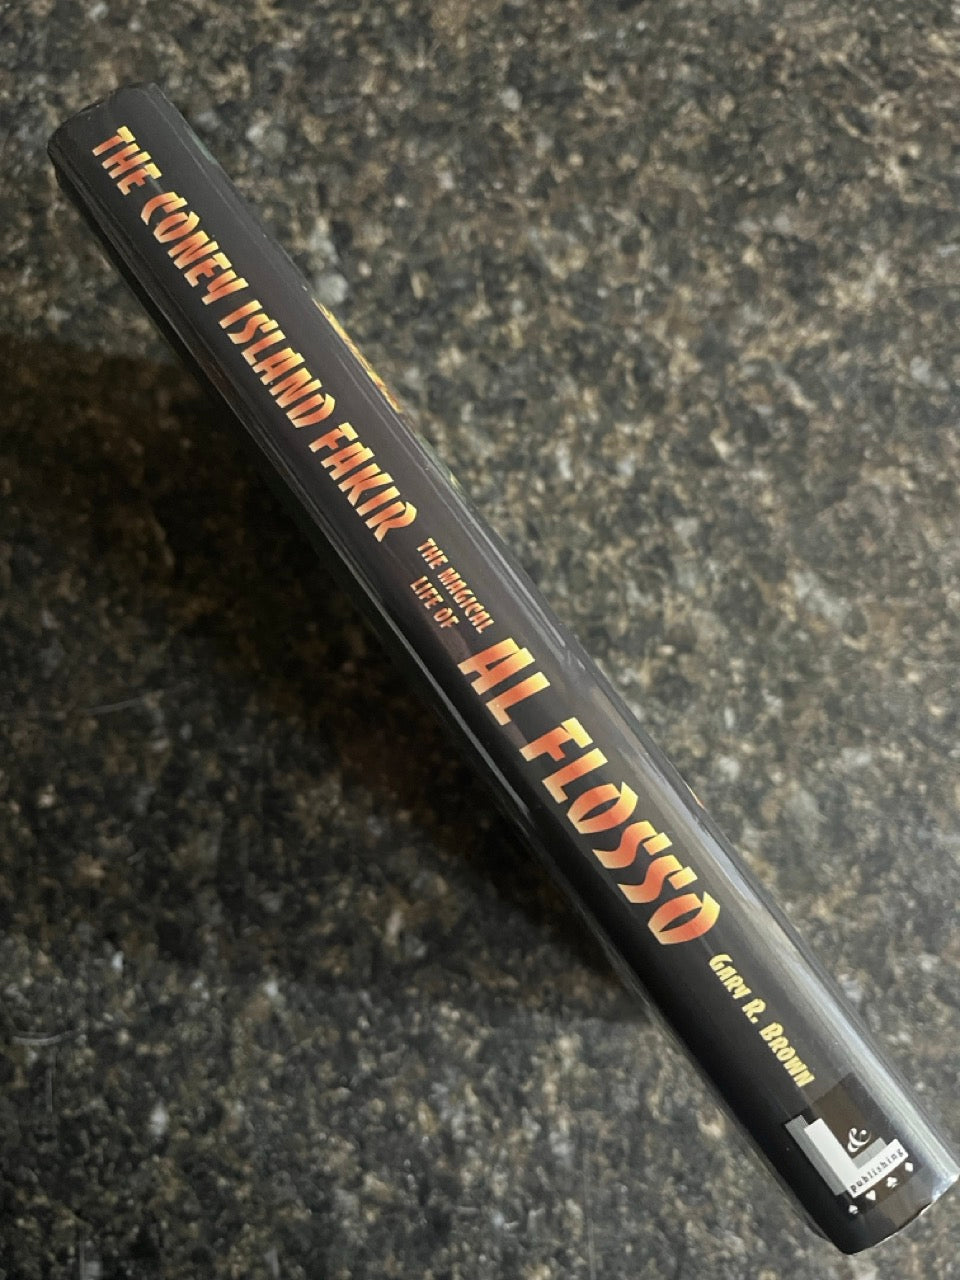 THE CONEY ISLAND FAKIR
THE MAGICAL
LIFE OF
AL FLOSSO
GARY R. BROWN
L&L
publishing